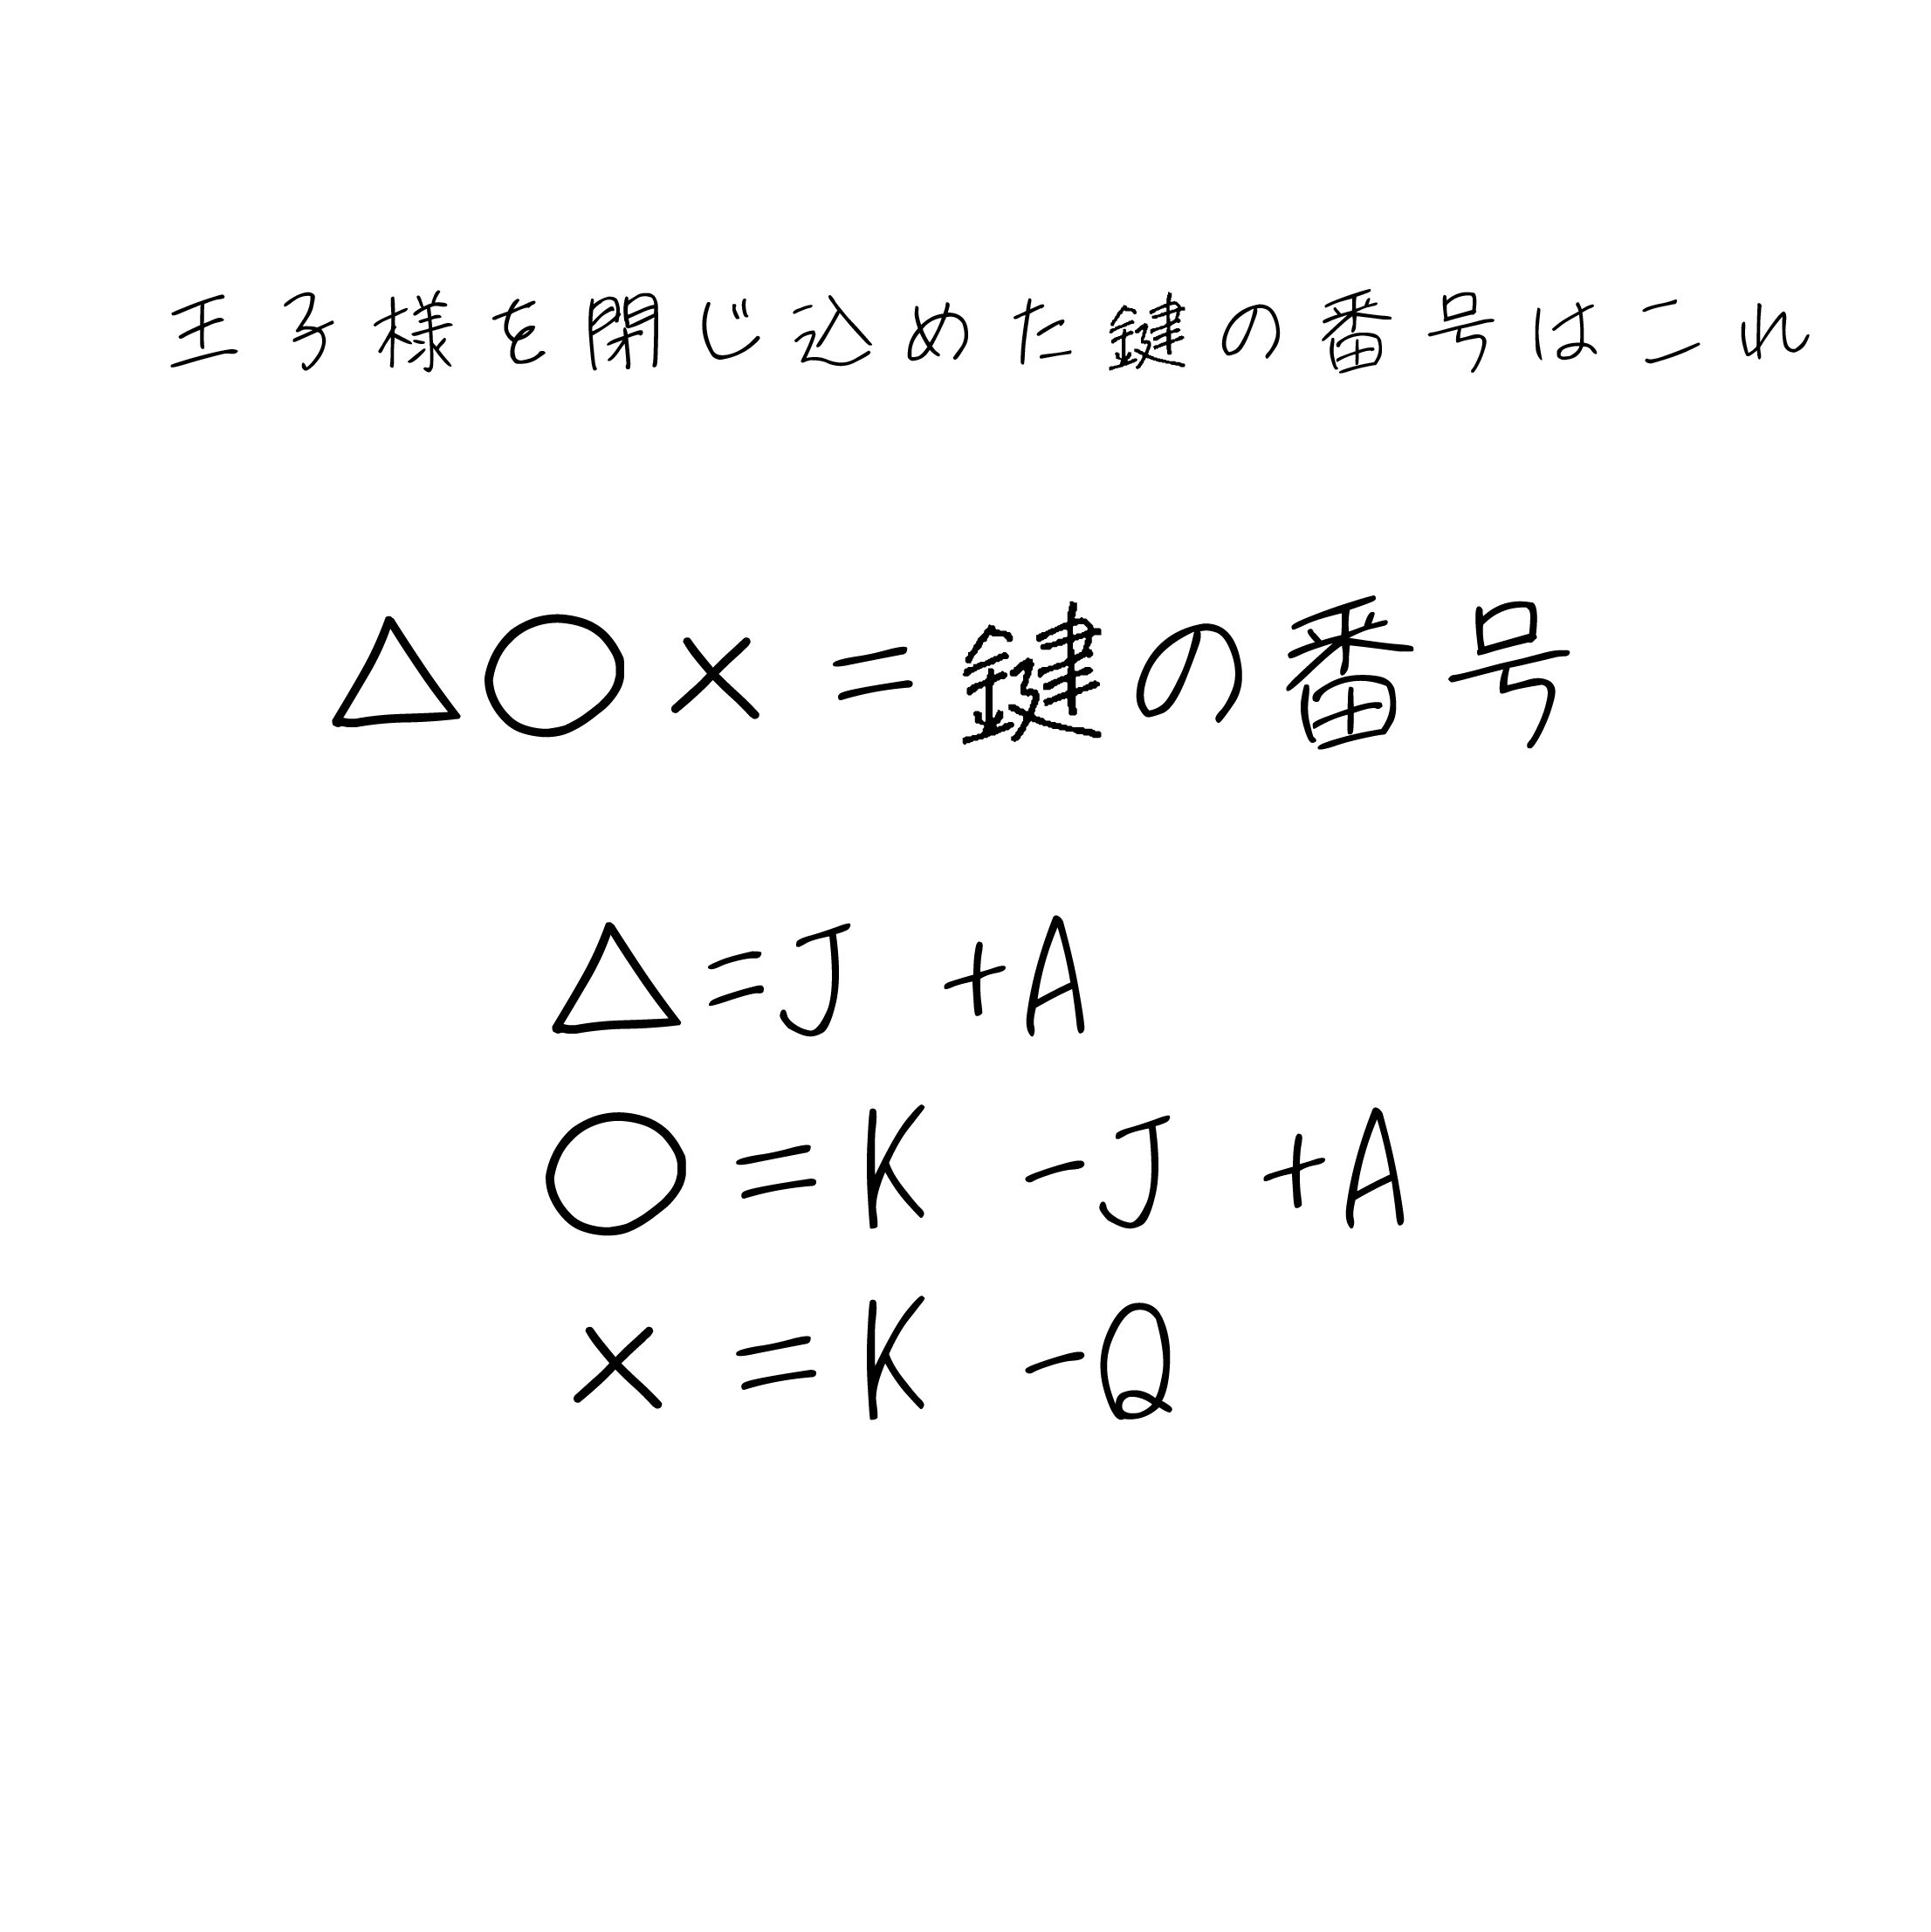 王子様を閉じ込めた鍵の番号はこれ
△○×=鍵の番号
△=J+A
○=K-J+A
×=K-Q